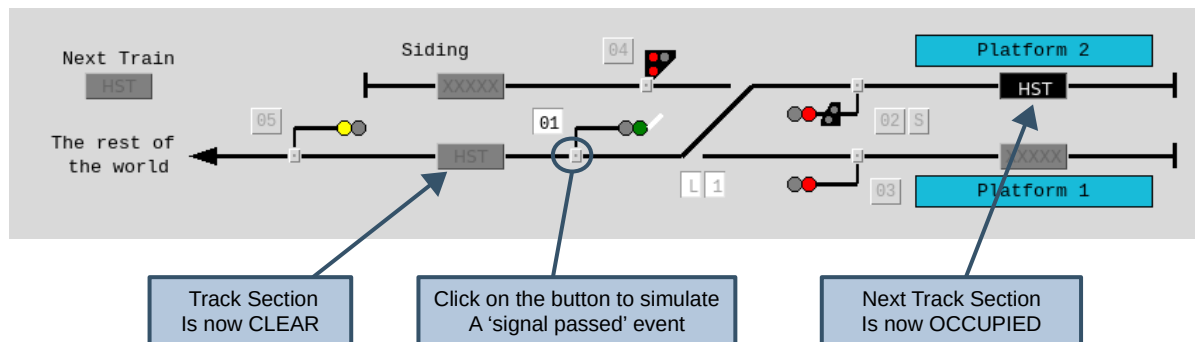 Next Train
HST
Siding
XXXXX
04
Platform 2
HST
05
01
02 S
The rest of
the world
HST
L 1
03
XXXXX
Platform 1
Track Section
Is now CLEAR
Click on the button to simulate
A ‘signal passed’ event
Next Track Section
Is now OCCUPIED